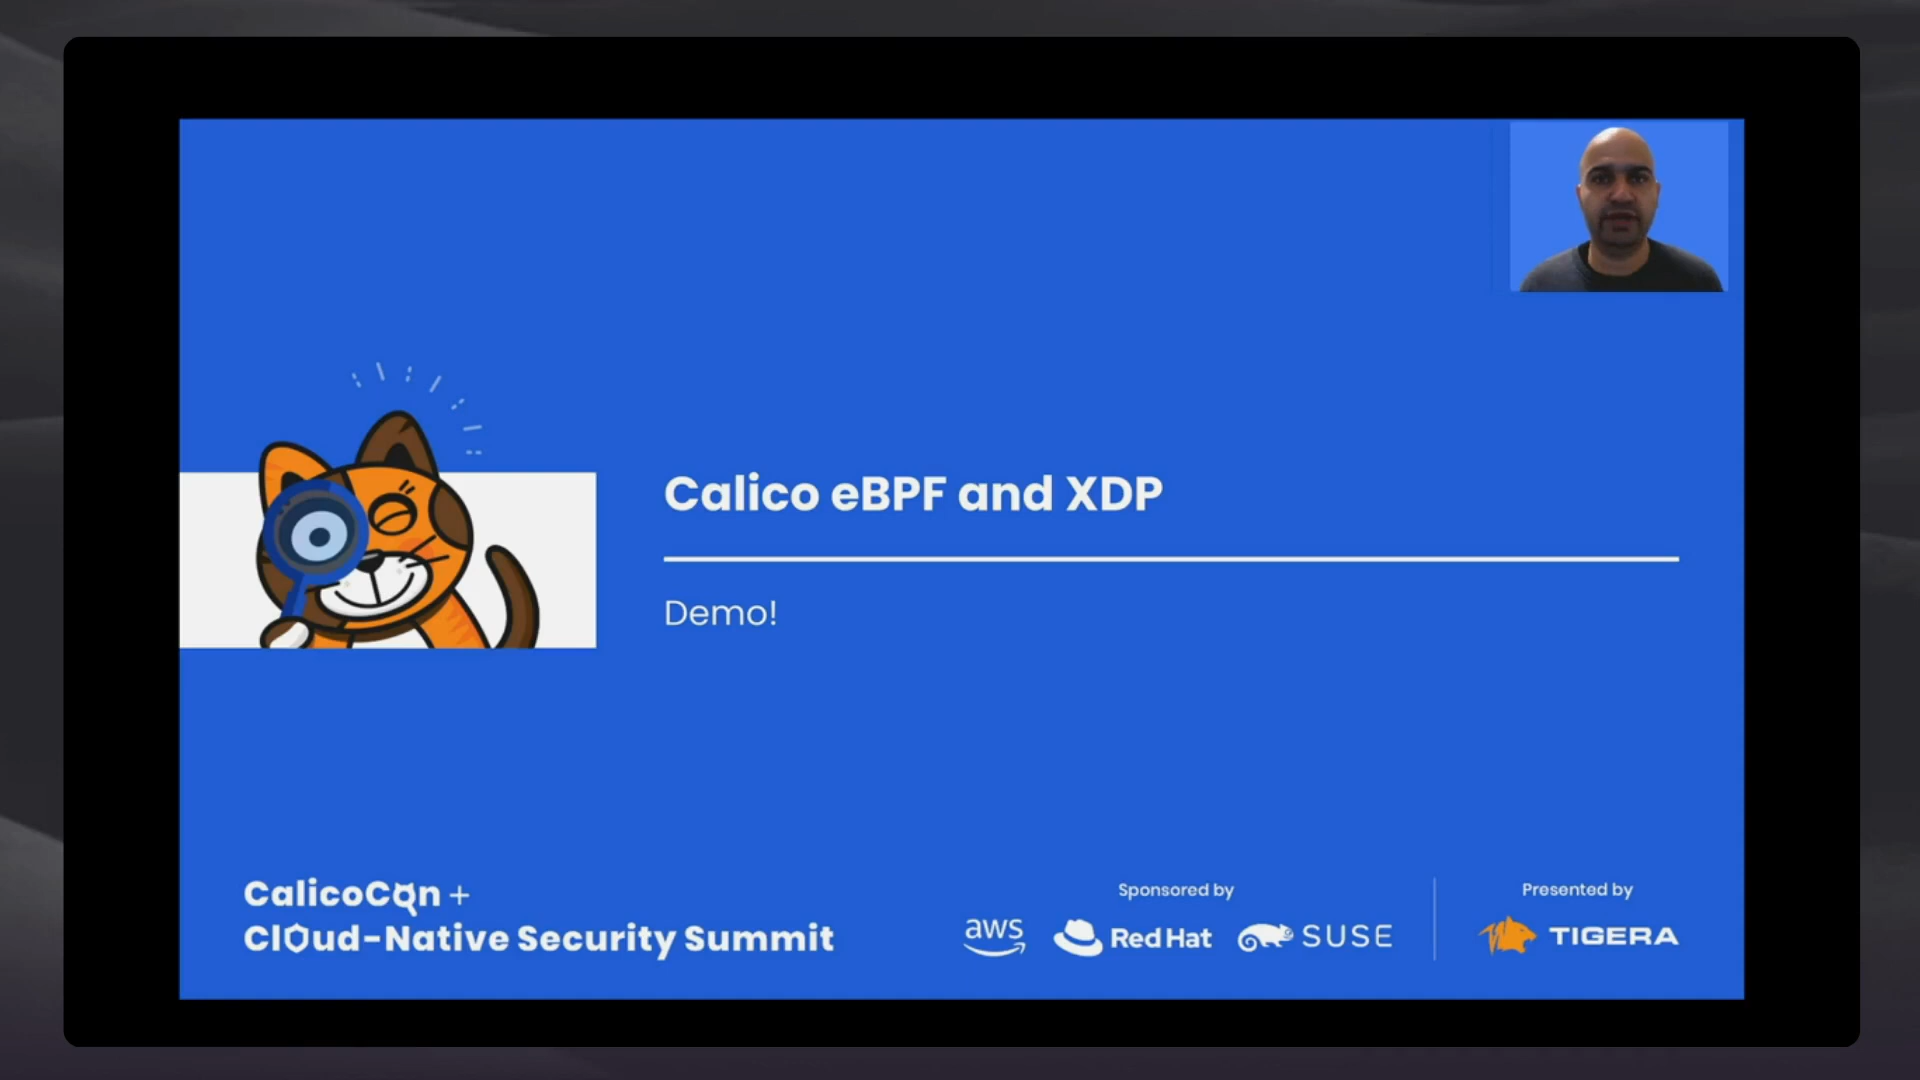 Calico eBPF and XDP
Demo!
CalicoCon +
Cloud-Native Security Summit
Sponsored by
aws
Red Hat
SUSE
Presented by
TIGERA